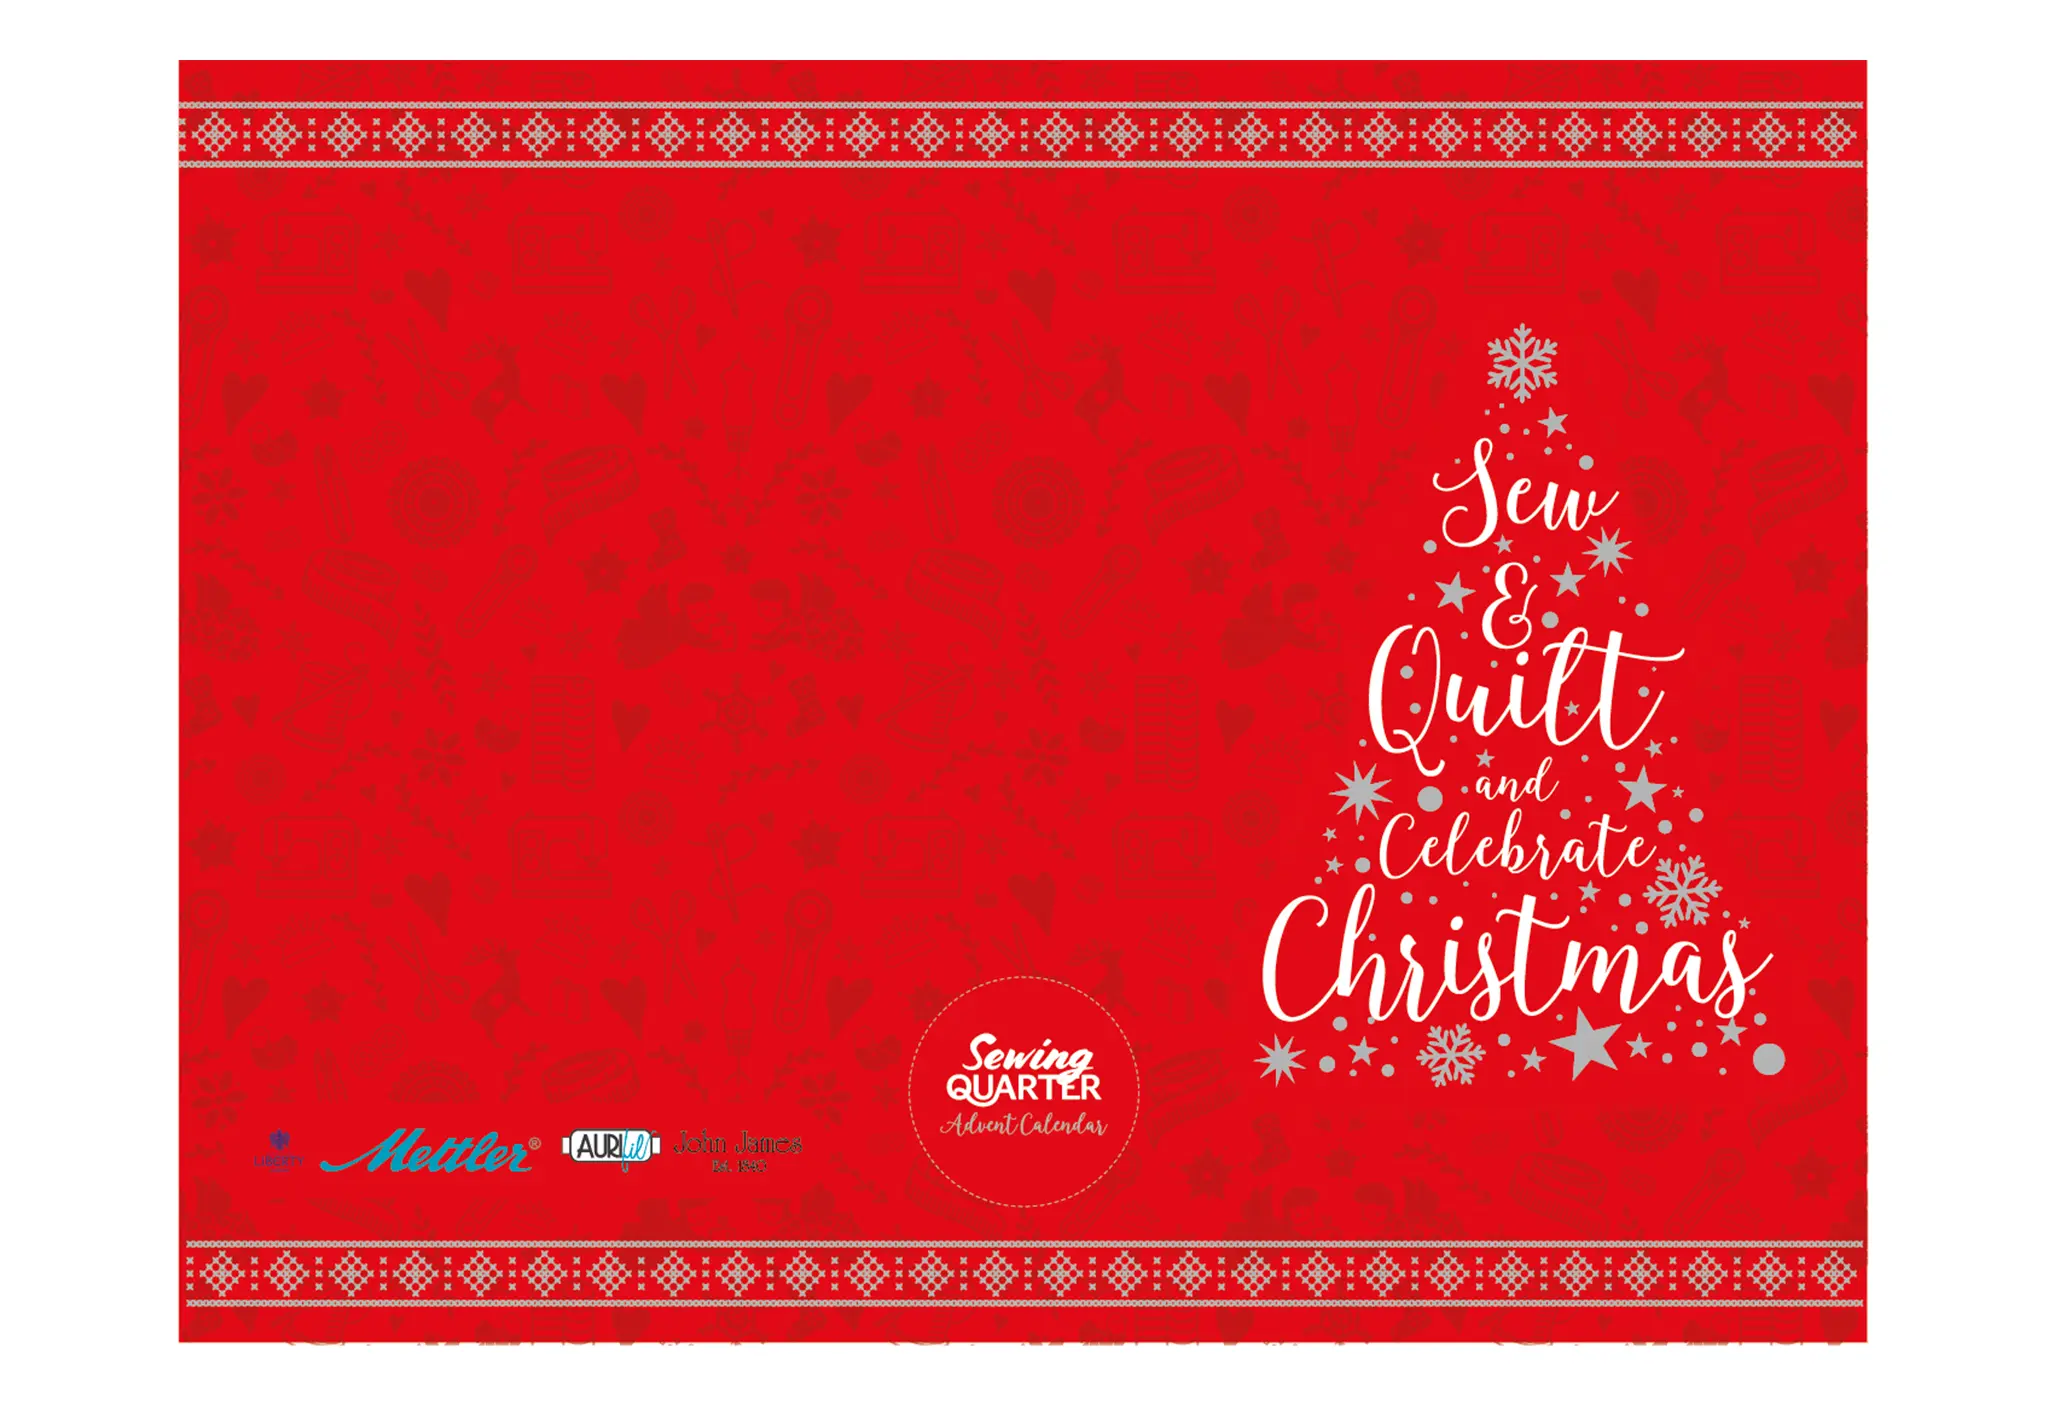 Sew
&
Quilt
and
Celebrate
Christmas
Sewing
QUARTER
Advent Calendar
LIBERTY
Mettler®
AURIfil
John James
Est. 1840